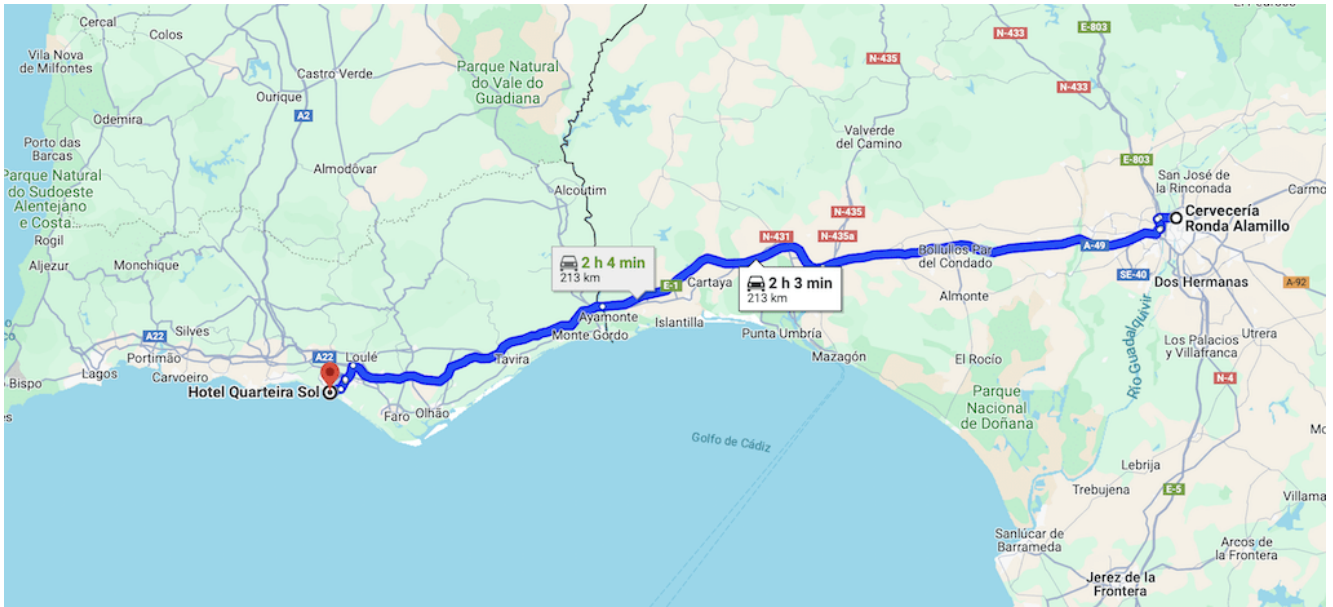 El Pedroso
Cercal
Colos
N-433
E-803
Vila Nova
de Milfontes
Castro Verde
Parque Natural
do Vale do
Guadiana
N-435
N-433
Ourique
A2
Odemira
Porto das
Barcas
Almodôvar
Valverde
del Camino
E-803
Parque Natural
do Sudoeste
Alentejano
e Costa...
Alcoutim
San José de
la Rinconada
Carmo
N-435
Cervecería
Ronda Alamillo
Rogil
N-431
N-435a
Aljezur
Monchique
A-49
Bollullos Par
del Condado
2 h 4 min
213 km
2 h 3 min
213 km
E-1
Cartaya
SE-40
Dos Hermanas
A-92
Almonte
Ayamonte
Islantilla
Monte Gordo
Punta Umbría
Mazagón
Río Guadalquivir
Utrera
Los Palacios
y Villafranca
A22
Silves
Portimão
A22
Loulé
Tavira
El Rocío
Lagos
Carvoeiro
Bispo
Hotel Quarteira Sol
N-4
Parque
Nacional
de Doñana
Faro
Olhão
Golfo de Cádiz
Mo
es
Lebrija
Trebujena
E-5
Villama
Sanlúcar de
Barrameda
Arcos de
la Frontera
Jerez de la
Frontera